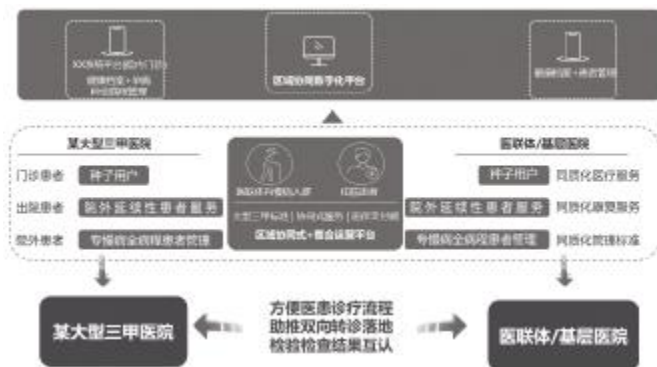 区域协同数字化平台
某大型三甲医院
医联体/基层医院
门诊患者
种子用户
种子用户
同质化医疗服务
出院患者
院外延续性患者服务
院外延续性患者服务
同质化康复服务
院外患者
专慢病全病程患者管理
专慢病全病程患者管理
同质化管理标准
区域协同式+整合运营平台
某大型三甲医院
方便医患诊疗流程
助推双向转诊落地
检验检查结果互认
医联体/基层医院